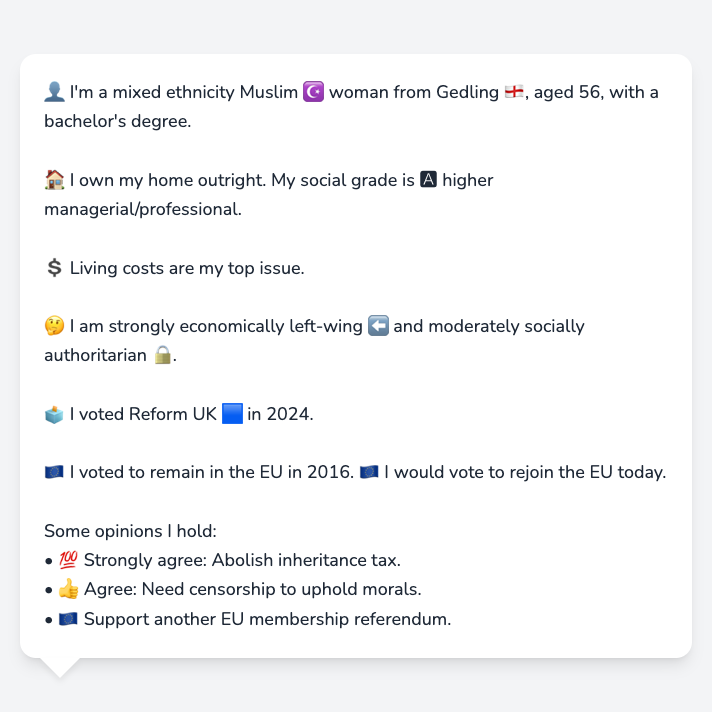 👤 I'm a mixed ethnicity Muslim ☪️ woman from Gedling 🏴󠁧󠁢󠁥󠁮󠁧󠁿, aged 56, with a
bachelor's degree.
🏠 I own my home outright. My social grade is 🅰 higher
managerial/professional.
💲 Living costs are my top issue.
🤔 I am strongly economically left-wing ⬅️ and moderately socially
authoritarian 🔒.
🗳️ I voted Reform UK 🟦 in 2024.
🇪🇺 I voted to remain in the EU in 2016. 🇪🇺 I would vote to rejoin the EU today.
Some opinions I hold:
• 💯 Strongly agree: Abolish inheritance tax.
• 👍 Agree: Need censorship to uphold morals.
• 🇪🇺 Support another EU membership referendum.